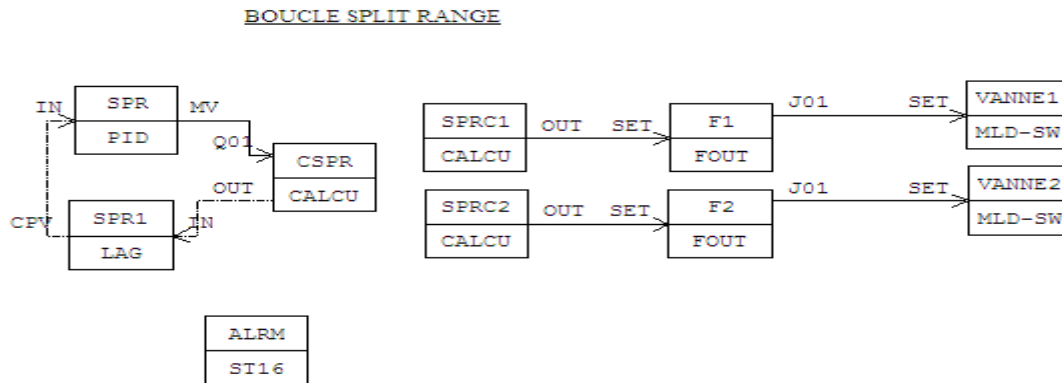 BOUCLE SPLIT RANGE
IN
SPR
MV
PID
Q01
CSPR
CALCU
OUT
CPV
SPR1
IN
LAG
ALRM
ST16
SPRC1
CALCU
OUT
SET
F1
FOUT
J01
SET
VANNE1
MLD-SW
SPRC2
CALCU
OUT
SET
F2
FOUT
J01
SET
VANNE2
MLD-SW